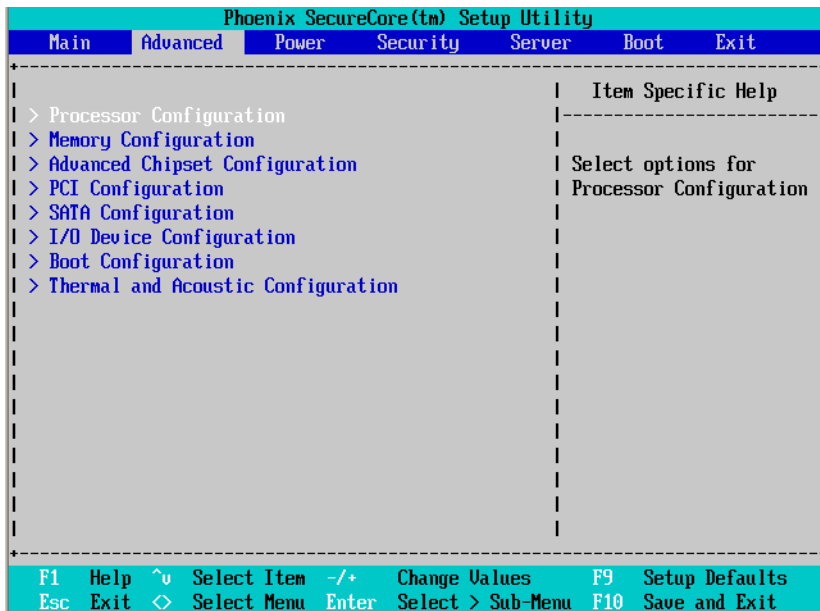 Phoenix SecureCore(tm) Setup Utility
Main Advanced Power Security Server Boot Exit
Item Specific Help
> Processor Configuration
> Memory Configuration
> Advanced Chipset Configuration
Select options for
> PCI Configuration
Processor Configuration
> SATA Configuration
> I/O Device Configuration
> Boot Configuration
> Thermal and Acoustic Configuration
F1 Help ^v Select Item -/+ Change Values F9 Setup Defaults
Esc Exit <> Select Menu Enter Select > Sub-Menu F10 Save and Exit